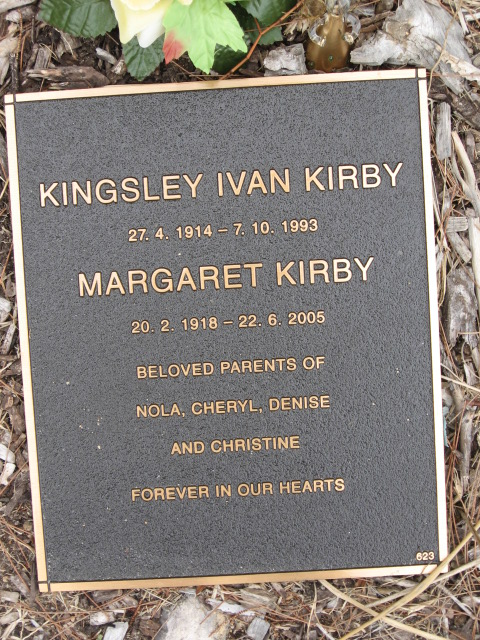 KINGSLEY IVAN KIRBY
27. 4. 1914 – 7. 10. 1993
MARGARET KIRBY
20. 2. 1918 – 22. 6. 2005
BELOVED PARENTS OF
NOLA, CHERYL, DENISE
AND CHRISTINE
FOREVER IN OUR HEARTS
623